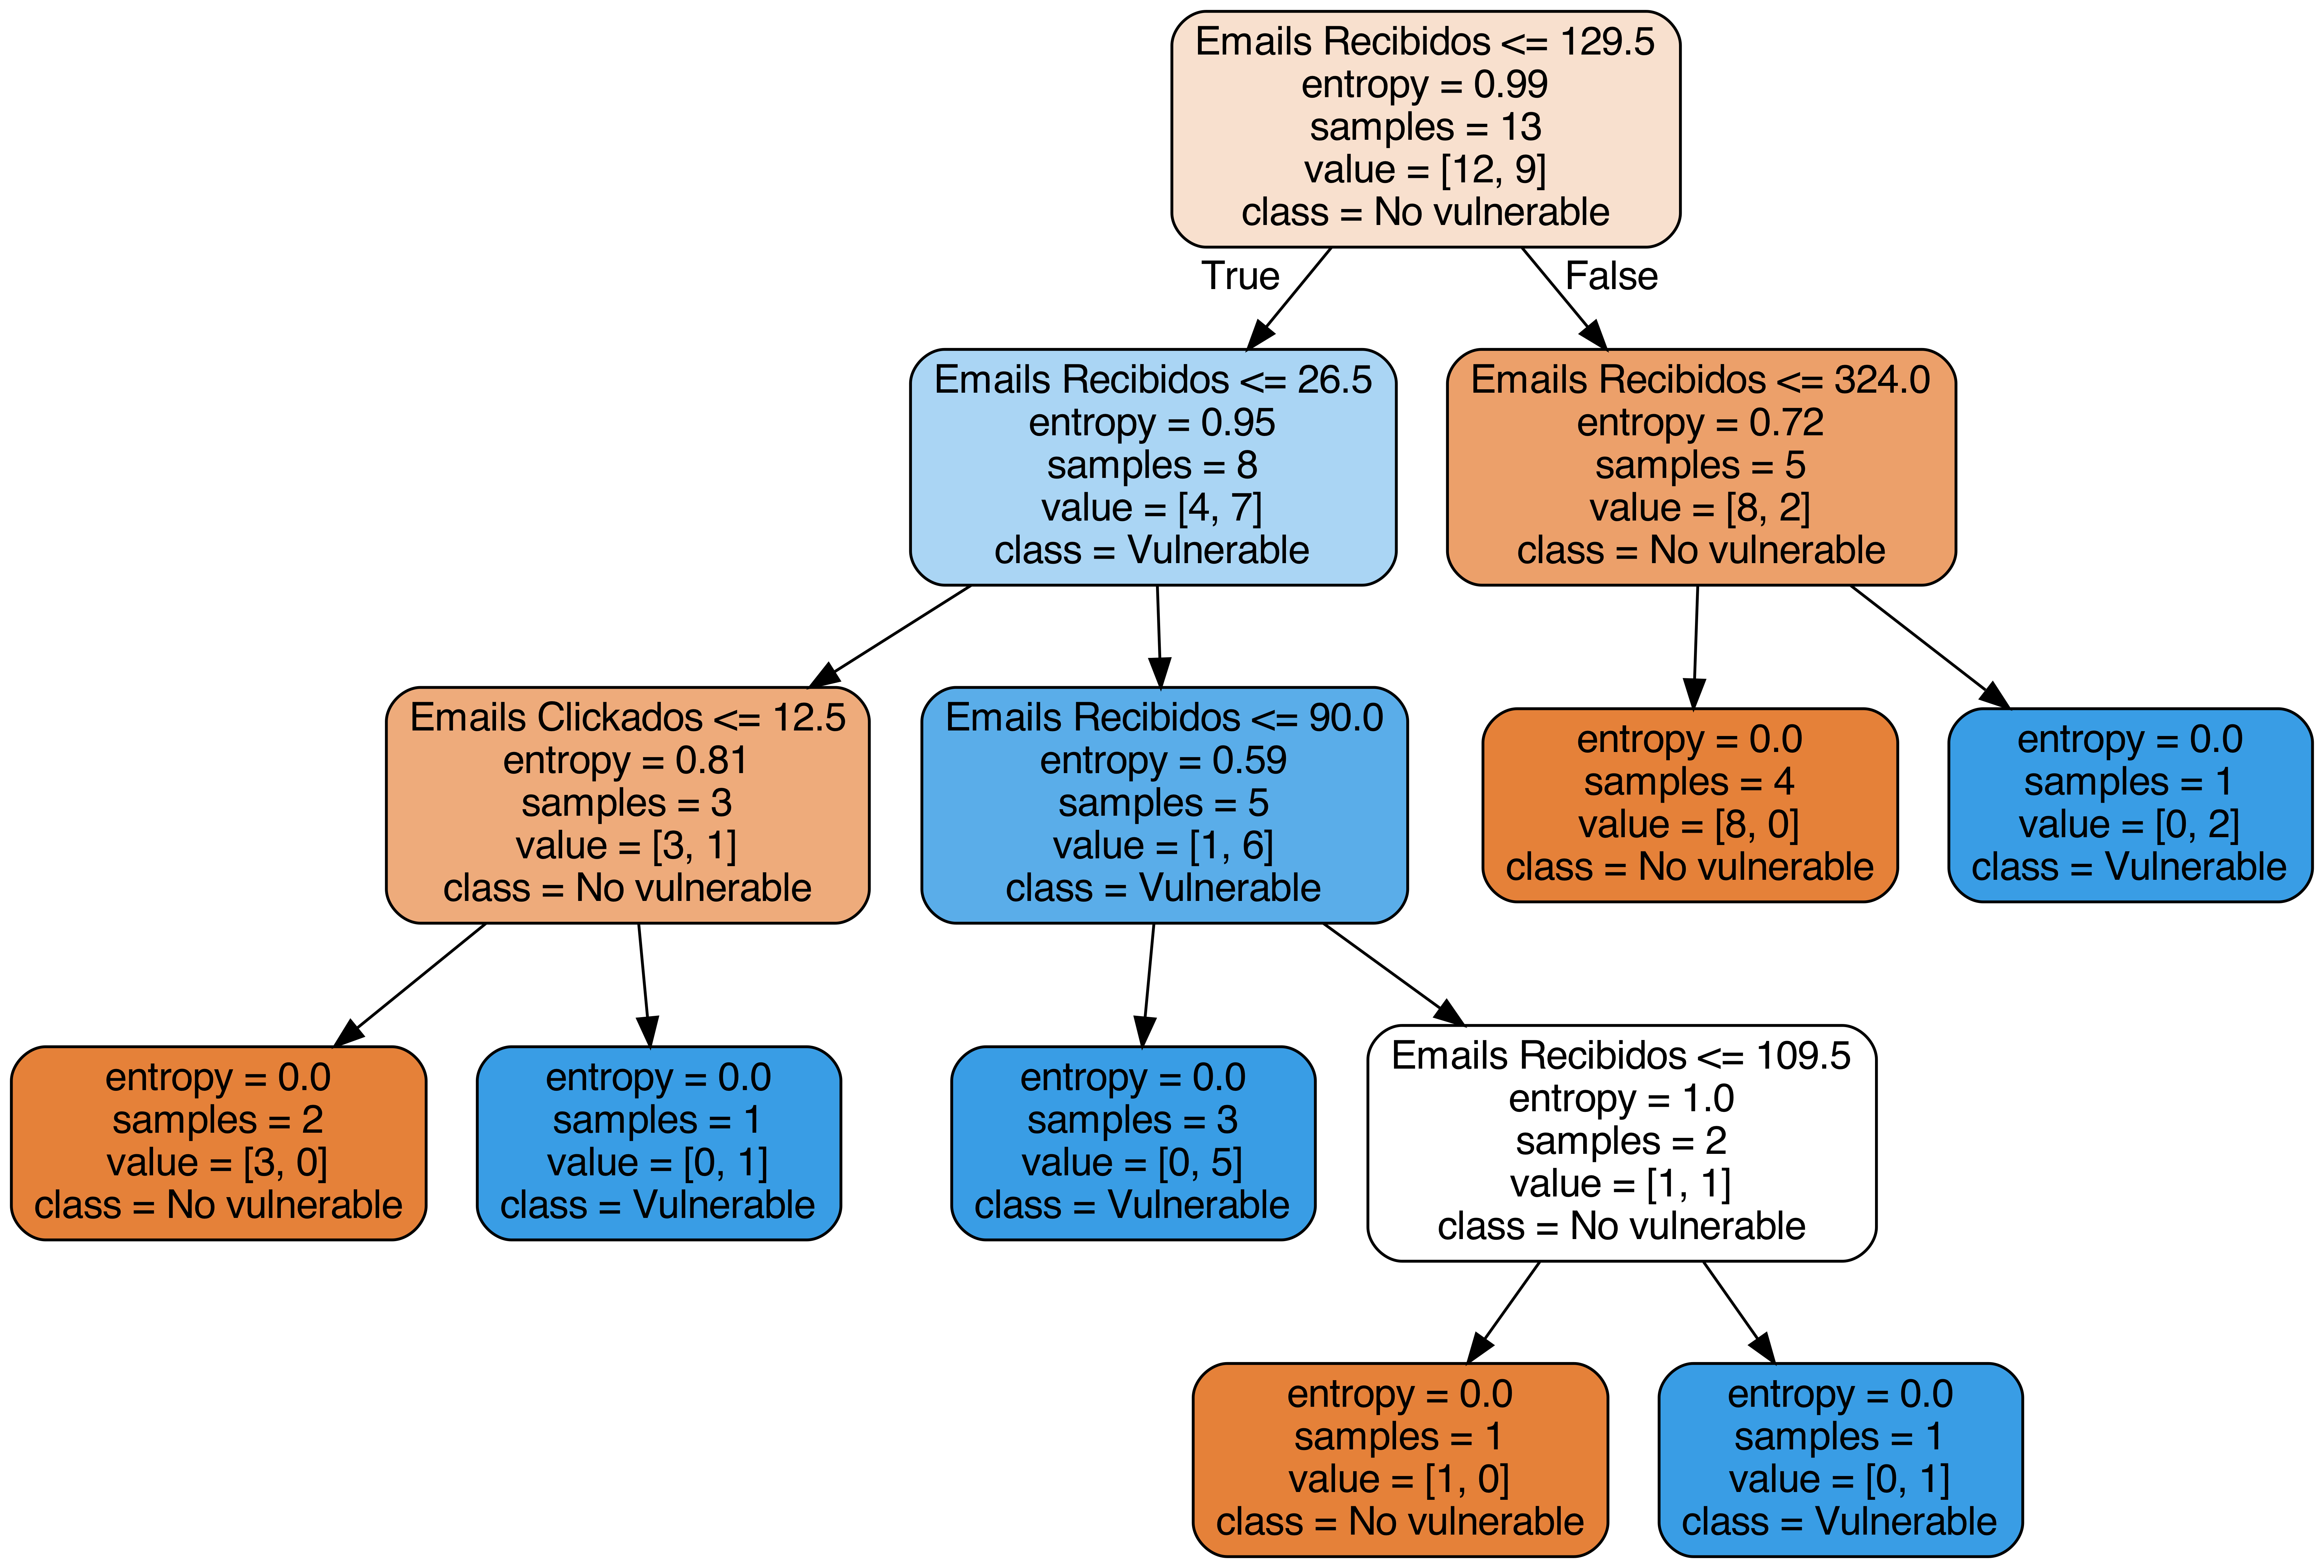 Emails Recibidos <= 129.5
entropy = 0.99
samples = 13
value = [12, 9]
class = No vulnerable
True
False
Emails Recibidos <= 26.5
entropy = 0.95
samples = 8
value = [4, 7]
class = Vulnerable
Emails Recibidos <= 324.0
entropy = 0.72
samples = 5
value = [8, 2]
class = No vulnerable
Emails Clickados <= 12.5
entropy = 0.81
samples = 3
value = [3, 1]
class = No vulnerable
Emails Recibidos <= 90.0
entropy = 0.59
samples = 5
value = [1, 6]
class = Vulnerable
entropy = 0.0
samples = 4
value = [8, 0]
class = No vulnerable
entropy = 0.0
samples = 1
value = [0, 2]
class = Vulnerable
entropy = 0.0
samples = 2
value = [3, 0]
class = No vulnerable
entropy = 0.0
samples = 1
value = [0, 1]
class = Vulnerable
entropy = 0.0
samples = 3
value = [0, 5]
class = Vulnerable
Emails Recibidos <= 109.5
entropy = 1.0
samples = 2
value = [1, 1]
class = No vulnerable
entropy = 0.0
samples = 1
value = [1, 0]
class = No vulnerable
entropy = 0.0
samples = 1
value = [0, 1]
class = Vulnerable